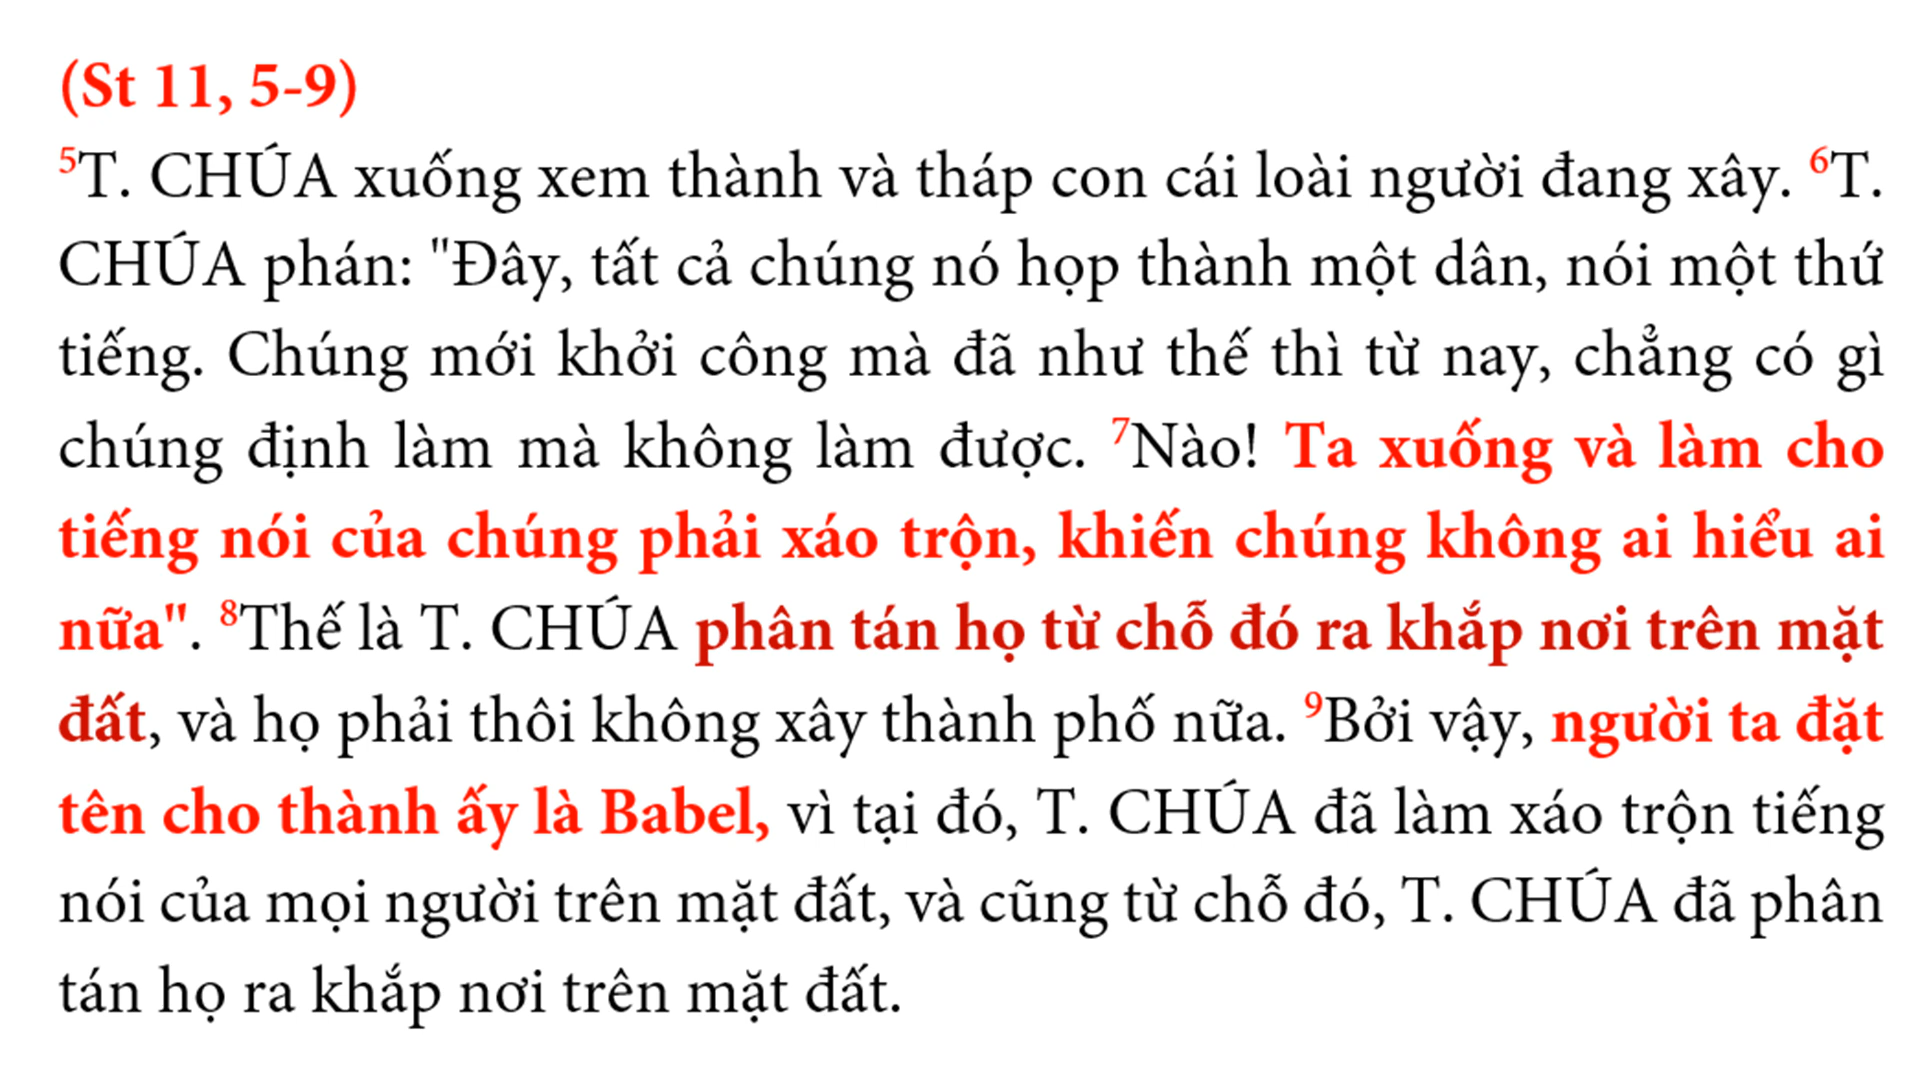 (St 11, 5-9)
⁵T. CHÚA xuống xem thành và tháp con cái loài người đang xây. ⁶T.
CHÚA phán: "Đây, tất cả chúng nó họp thành một dân, nói một thứ
tiếng. Chúng mới khởi công mà đã như thế thì từ nay, chẳng có gì
chúng định làm mà không làm được. ⁷Nào! Ta xuống và làm cho
tiếng nói của chúng phải xáo trộn, khiến chúng không ai hiểu ai
nữa". ⁸Thế là T. CHÚA phân tán họ từ chỗ đó ra khắp nơi trên mặt
đất, và họ phải thôi không xây thành phố nữa. ⁹Bởi vậy, người ta đặt
tên cho thành ấy là Babel, vì tại đó, T. CHÚA đã làm xáo trộn tiếng
nói của mọi người trên mặt đất, và cũng từ chỗ đó, T. CHÚA đã phân
tán họ ra khắp nơi trên mặt đất.